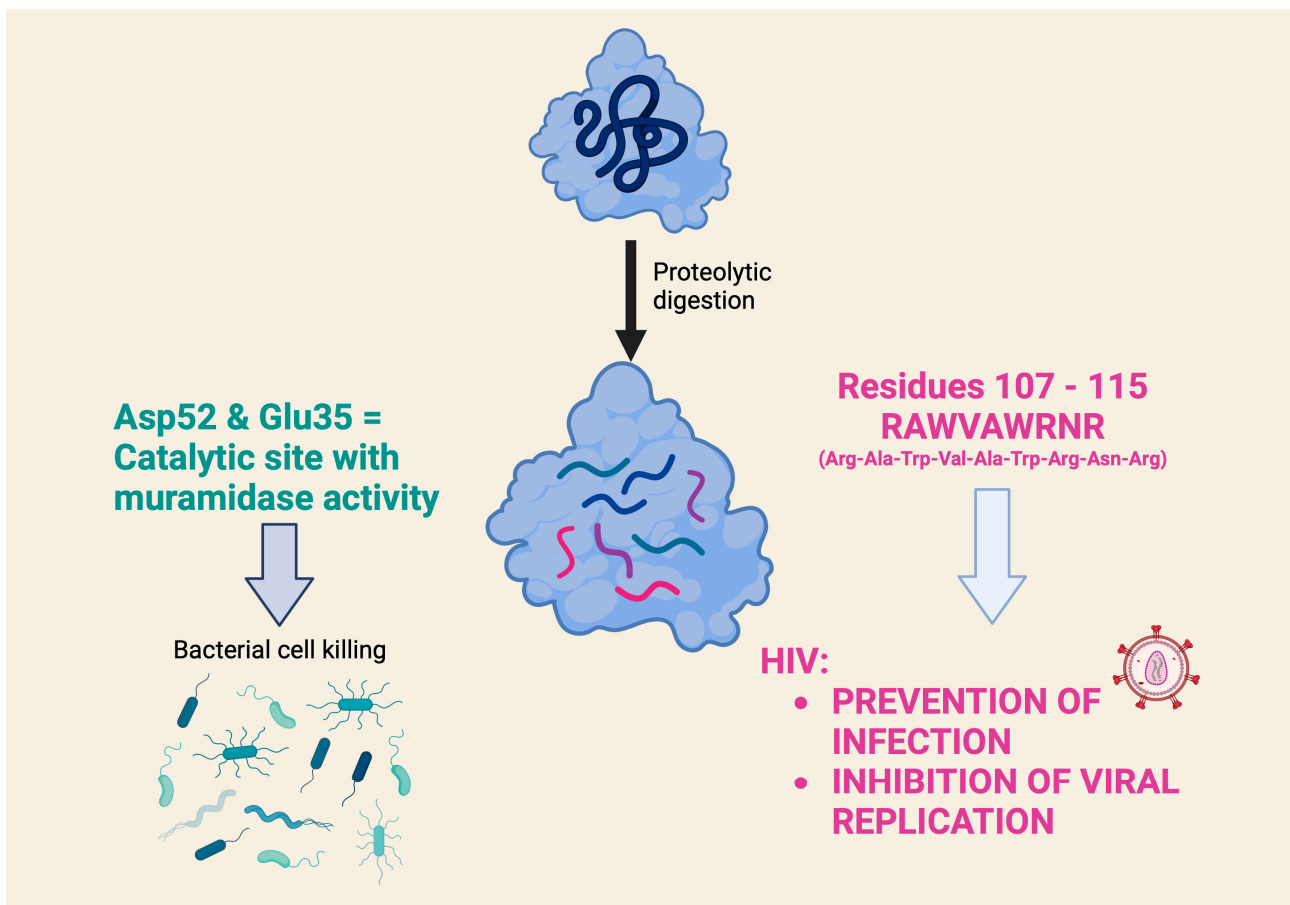 Proteolytic
digestion
Asp52 & Glu35 =
Catalytic site with
muramidase activity
Bacterial cell killing
Residues 107 - 115
RAWVAWRNR
(Arg-Ala-Trp-Val-Ala-Trp-Arg-Asn-Arg)
HIV:
• PREVENTION OF
INFECTION
• INHIBITION OF VIRAL
REPLICATION